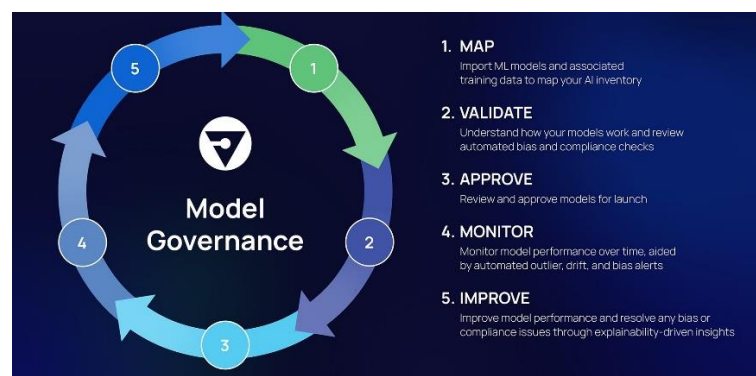 1. MAP
Import ML models and associated
training data to map your AI inventory
2. VALIDATE
Understand how your models work and review
automated bias and compliance checks
3. APPROVE
Review and approve models for launch
4. MONITOR
Monitor model performance over time, aided
by automated outlier, drift, and bias alerts
5. IMPROVE
Improve model performance and resolve any bias or
compliance issues through explainability-driven insights
Model
Governance
1
2
3
4
5